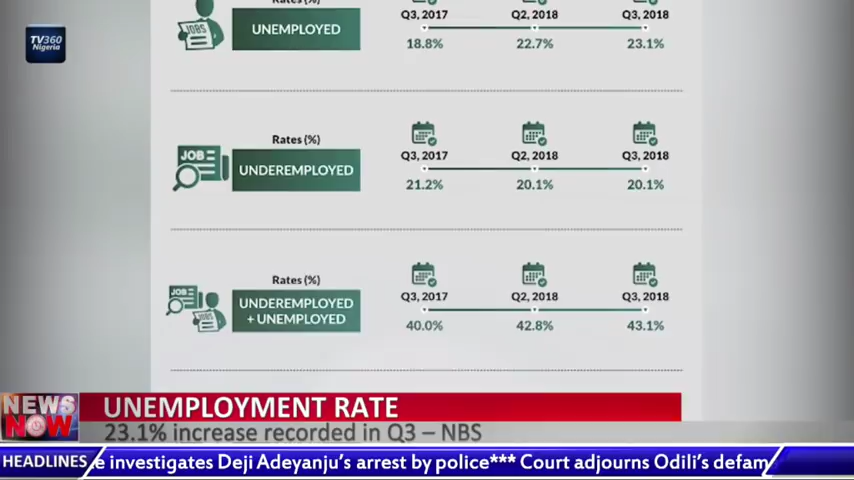 TV360
Nigeria
Rates (%)
JOBS
UNEMPLOYED
Q3, 2017
Q2, 2018
Q3, 2018
18.8%
22.7%
23.1%
Rates (%)
JOB
UNDEREMPLOYED
Q3, 2017
Q2, 2018
Q3, 2018
21.2%
20.1%
20.1%
Rates (%)
JOB
JOBS
UNDEREMPLOYED
+ UNEMPLOYED
Q3, 2017
Q2, 2018
Q3, 2018
40.0%
42.8%
43.1%
NEWS
NOW
UNEMPLOYMENT RATE
23.1% increase recorded in Q3 – NBS
HEADLINES
e investigates Deji Adeyanju's arrest by police*** Court adjourns Odili's defam